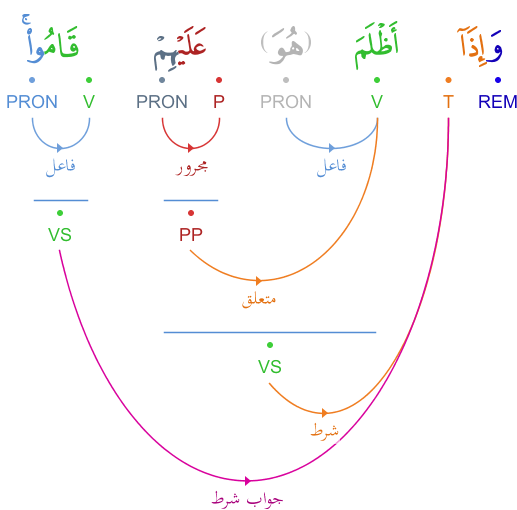 وَإِذَآ أَظْلَمَ (هُوَ) عَلَيْهِمْ قَامُوا۟ۚ
REM T V PRON P PRON V PRON
فاعل مجرور فاعل
PP VS
متعلق
VS
شرط
جواب شرط